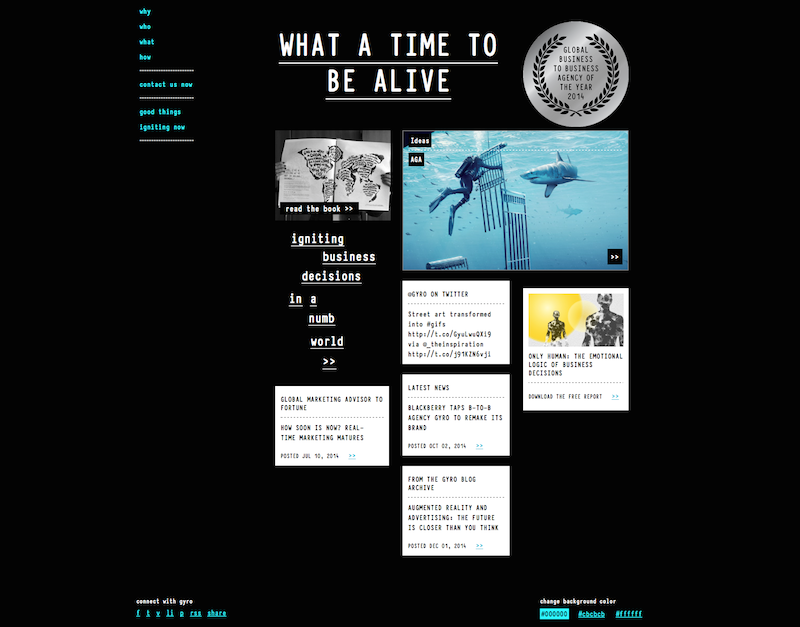 why
who
what
how
contact us now
good things
igniting now
WHAT A TIME TO
BE ALIVE
GLOBAL
BUSINESS
TO BUSINESS
AGENCY OF
THE YEAR
2014
read the book >>
Ideas
AGA
>>
igniting
business
decisions
in a
numb
world
>>
GLOBAL MARKETING ADVISOR TO
FORTUNE
HOW SOON IS NOW? REAL-
TIME MARKETING MATURES
POSTED JUL 10, 2014 >>
@GYRO ON TWITTER
Street art transformed
into #gifs
http://t.co/GyuLwuQXi9
via @_theinspiration
http://t.co/j91KZN6vji
LATEST NEWS
BLACKBERRY TAPS B-TO-B
AGENCY GYRO TO REMAKE ITS
BRAND
POSTED OCT 02, 2014 >>
FROM THE GYRO BLOG
ARCHIVE
AUGMENTED REALITY AND
ADVERTISING: THE FUTURE
IS CLOSER THAN YOU THINK
POSTED DEC 01, 2014 >>
ONLY HUMAN: THE EMOTIONAL
LOGIC OF BUSINESS
DECISIONS
DOWNLOAD THE FREE REPORT >>
connect with gyro
f t v li p rss share
change background color
#000000 #cbcbcb #ffffff